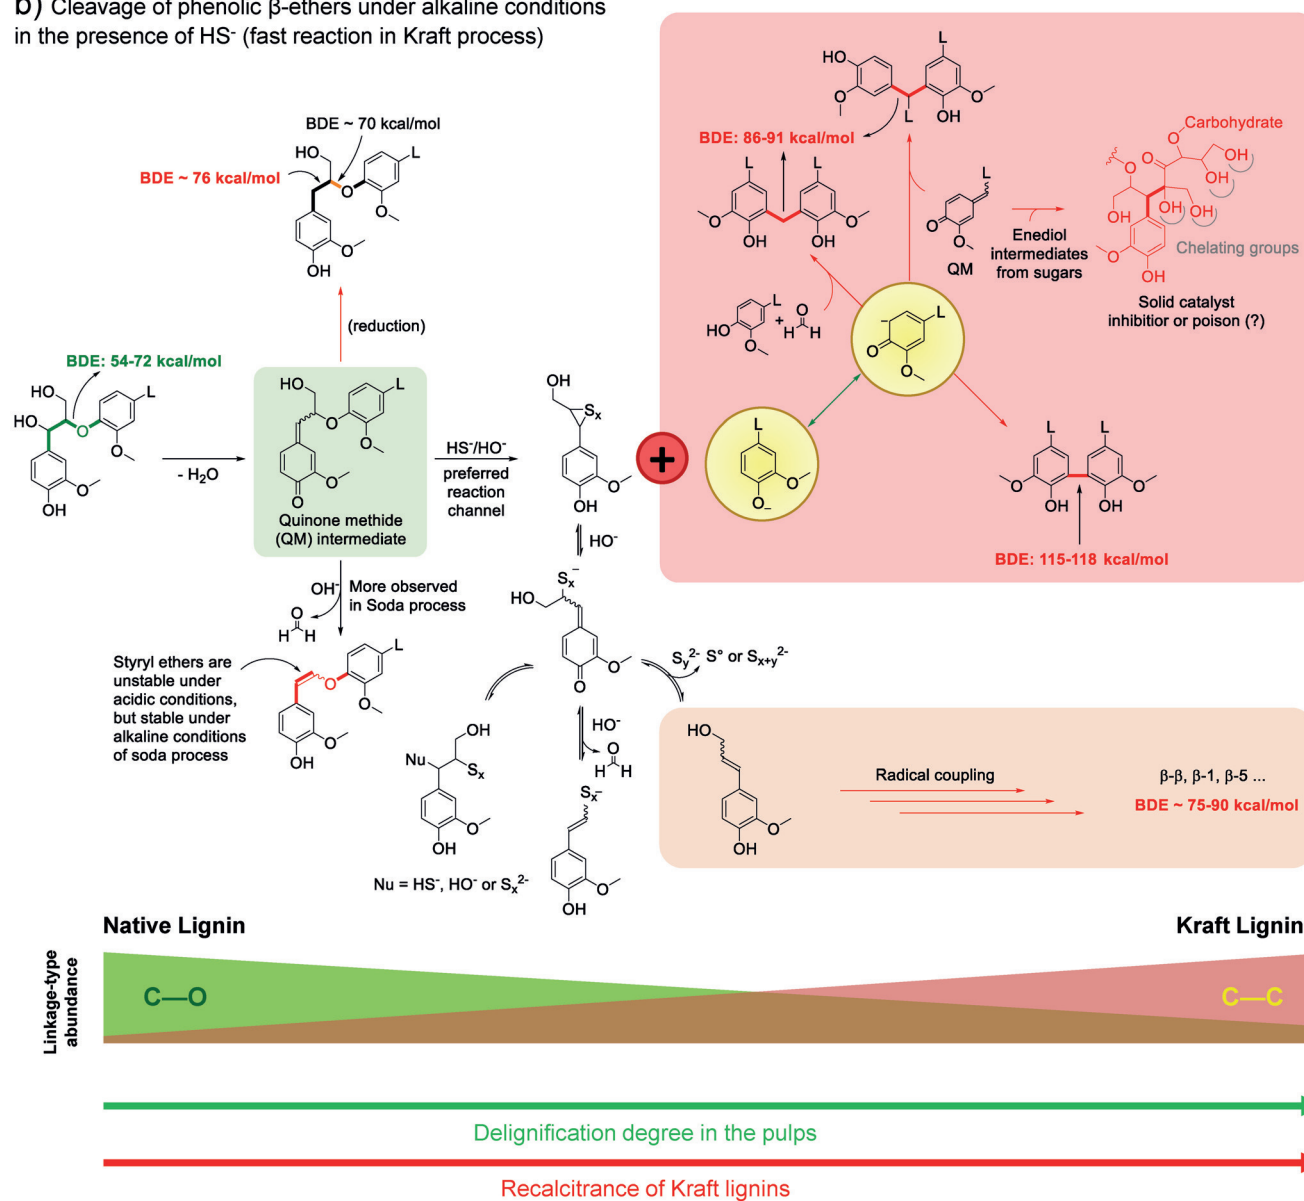 b) Cleavage of phenolic β-ethers under alkaline conditions
in the presence of HS- (fast reaction in Kraft process)
BDE ~ 70 kcal/mol
BDE ~ 76 kcal/mol
HO
L
O
O
O
OH
(reduction)
BDE: 54-72 kcal/mol
HO
HO
L
O
O
O
OH
- H₂O
HO
L
O
O
O
O
Quinone methide
(QM) intermediate
HS⁻/HO⁻
preferred
reaction
channel
OH
Sₓ
O
OH
HO⁻
+
L
O
O−
L
−
O
O
HO
L
O
L
OH
O
BDE: 86-91 kcal/mol
L
L
O
O
OH
OH
L
HO
O
+
O
H H
L
O
O
QM
Enediol
intermediates
from sugars
Carbohydrate
O
O
O
OH
OH
OH
OH
OH
O
OH
Chelating groups
Solid catalyst
inhibitior or poison (?)
L
L
O
O
OH
OH
BDE: 115-118 kcal/mol
OH⁻
More observed
in Soda process
O
H H
Styryl ethers are
unstable under
acidic conditions,
but stable under
alkaline conditions
of soda process
L
O
O
O
OH
Sₓ⁻
HO
O
O
Sy²⁻ S° or Sx+y²⁻
HO⁻
O
H H
OH
Nu
Sₓ
O
OH
Nu = HS⁻, HO⁻ or Sₓ²⁻
Sₓ⁻
O
OH
HO
O
OH
Radical coupling
β-β, β-1, β-5 ...
BDE ~ 75-90 kcal/mol
Native Lignin
Kraft Lignin
Linkage-type
abundance
C—O
C—C
Delignification degree in the pulps
Recalcitrance of Kraft lignins